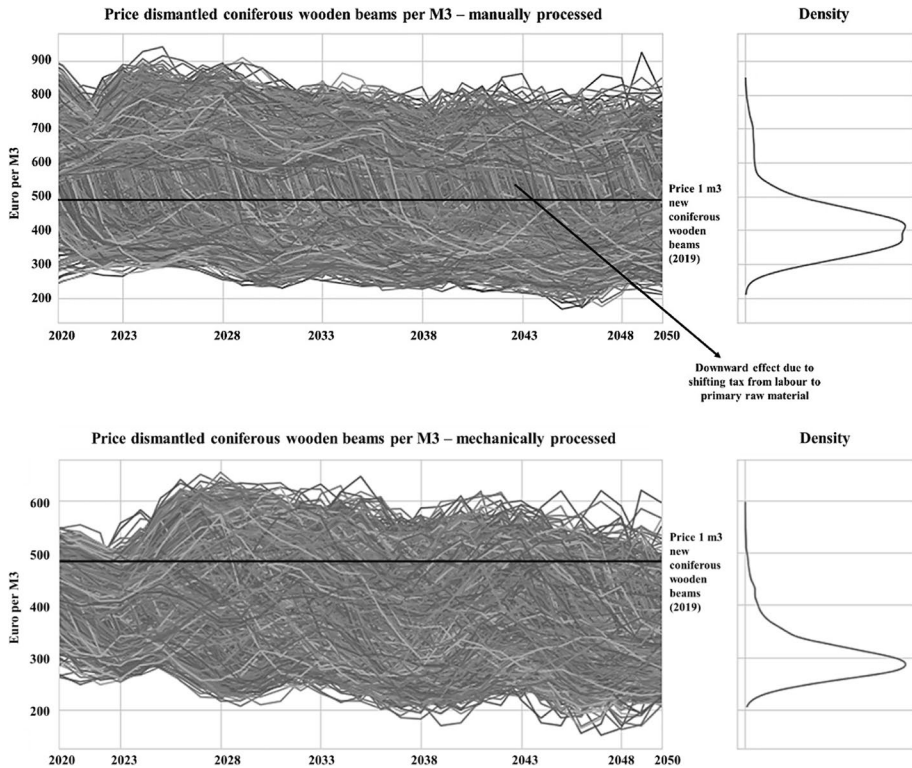 Price dismantled coniferous wooden beams per M3 – manually processed
Density
Euro per M3
900
800
700
600
500
400
300
200
2020
2023
2028
2033
2038
2043
2048
2050
Price 1 m3
new
coniferous
wooden
beams
(2019)
Downward effect due to
shifting tax from labour to
primary raw material
Price dismantled coniferous wooden beams per M3 – mechanically processed
Density
Euro per M3
600
500
400
300
200
2020
2023
2028
2033
2038
2043
2048
2050
Price 1 m3
new
coniferous
wooden
beams
(2019)